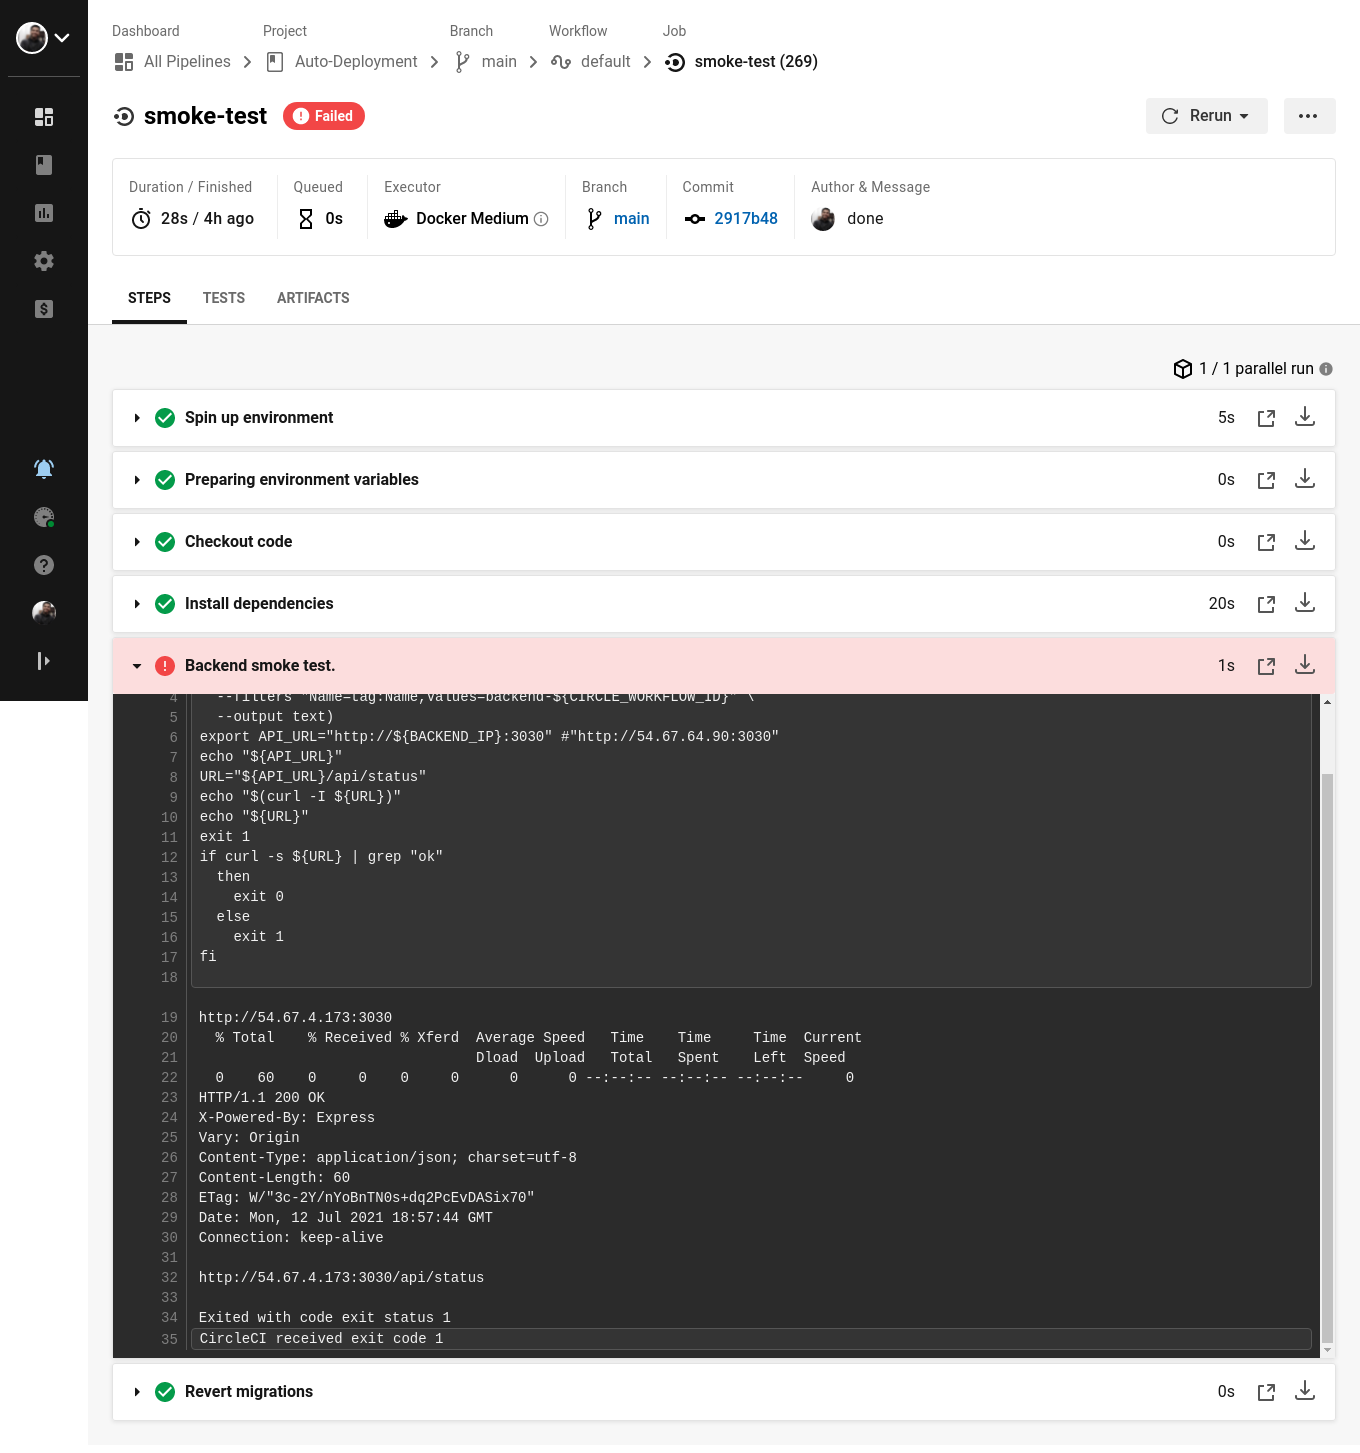 Dashboard Project Branch Workflow Job
All Pipelines Auto-Deployment main default smoke-test (269)
smoke-test Failed Rerun
Duration / Finished Queued Executor Branch Commit Author & Message
28s / 4h ago 0s Docker Medium main 2917b48 done
STEPS TESTS ARTIFACTS
1 / 1 parallel run
Spin up environment 5s
Preparing environment variables 0s
Checkout code 0s
Install dependencies 20s
Backend smoke test. 1s
4 --filters "Name=tag:Name,Values=backend-${CIRCLE_WORKFLOW_ID}" \
5 --output text)
6 export API_URL="http://${BACKEND_IP}:3030" #"http://54.67.64.90:3030"
7 echo "${API_URL}"
8 URL="${API_URL}/api/status"
9 echo "$(curl -I ${URL})"
10 echo "${URL}"
11 exit 1
12 if curl -s ${URL} | grep "ok"
13 then
14 exit 0
15 else
16 exit 1
17 fi
18
19 http://54.67.4.173:3030
20 % Total % Received % Xferd Average Speed Time Time Time Current
21 Dload Upload Total Spent Left Speed
22 0 60 0 0 0 0 0 0 --:--:-- --:--:-- --:--:-- 0
23 HTTP/1.1 200 OK
24 X-Powered-By: Express
25 Vary: Origin
26 Content-Type: application/json; charset=utf-8
27 Content-Length: 60
28 ETag: W/"3c-2Y/nYoBnTN0s+dq2PcEvDASix70"
29 Date: Mon, 12 Jul 2021 18:57:44 GMT
30 Connection: keep-alive
31
32 http://54.67.4.173:3030/api/status
33
34 Exited with code exit status 1
35 CircleCI received exit code 1
Revert migrations 0s